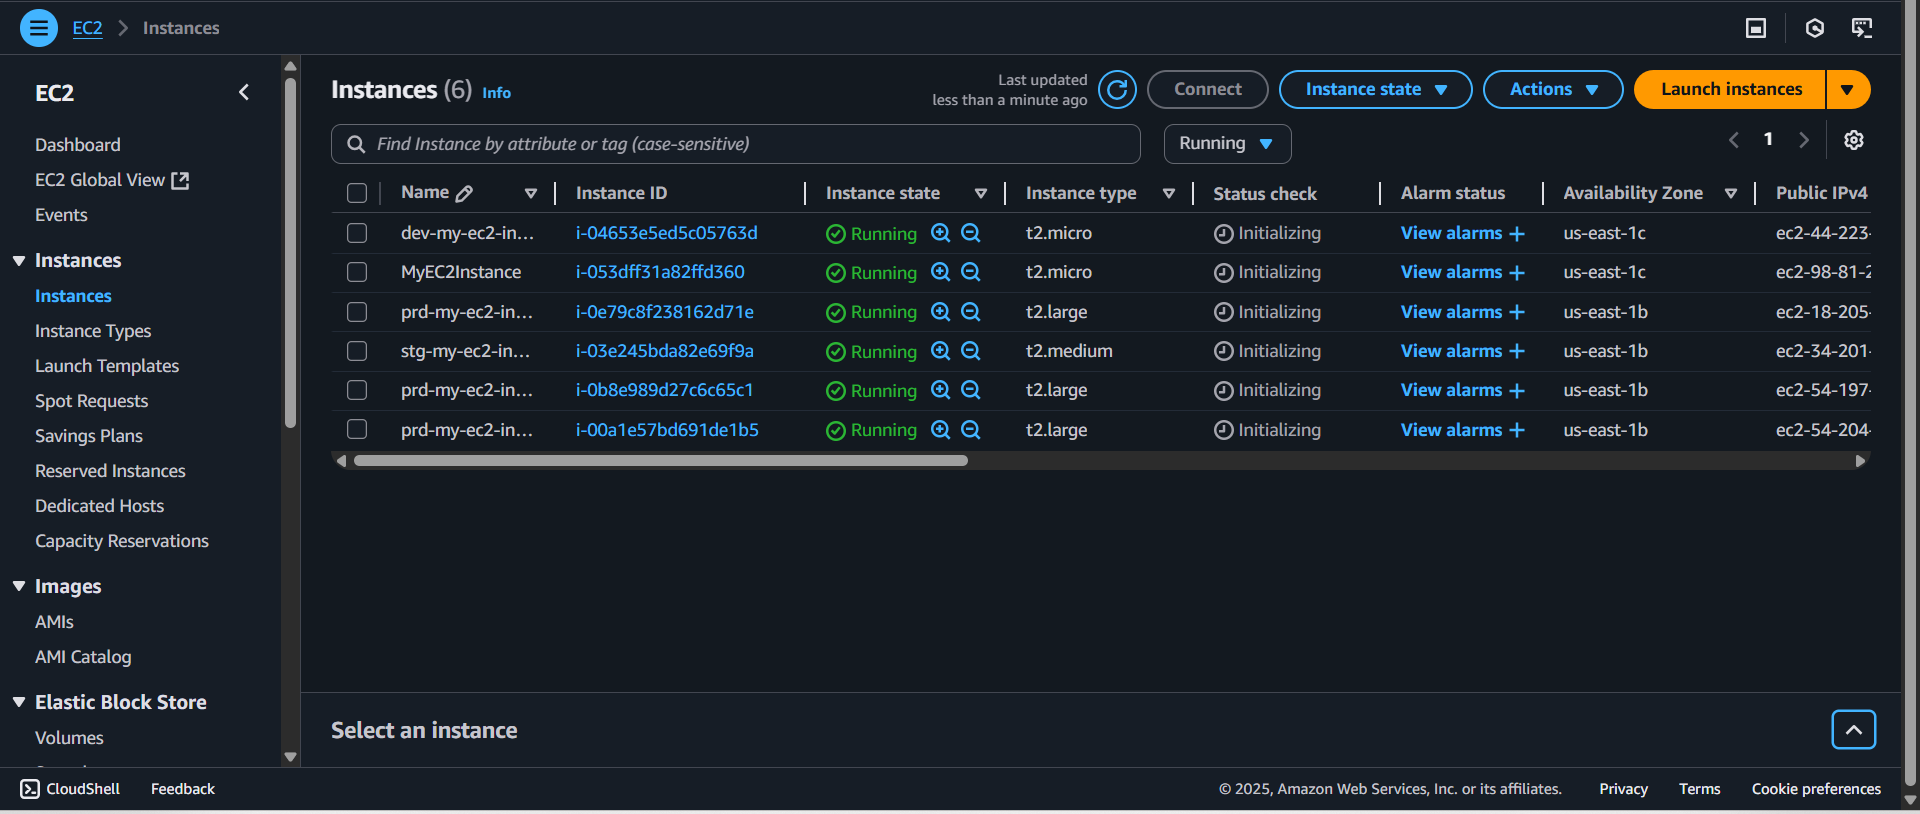 EC2 > Instances
EC2
Dashboard
EC2 Global View
Events
Instances
Instances
Instance Types
Launch Templates
Spot Requests
Savings Plans
Reserved Instances
Dedicated Hosts
Capacity Reservations
Images
AMIs
AMI Catalog
Elastic Block Store
Volumes
Instances (6) Info
Last updated
less than a minute ago
Connect
Instance state
Actions
Launch instances
Find Instance by attribute or tag (case-sensitive)
Running
1
Name Instance ID Instance state Instance type Status check Alarm status Availability Zone Public IPv4
dev-my-ec2-in... i-04653e5ed5c05763d Running t2.micro Initializing View alarms + us-east-1c ec2-44-223-
MyEC2Instance i-053dff31a82ffd360 Running t2.micro Initializing View alarms + us-east-1c ec2-98-81-2
prd-my-ec2-in... i-0e79c8f238162d71e Running t2.large Initializing View alarms + us-east-1b ec2-18-205-
stg-my-ec2-in... i-03e245bda82e69f9a Running t2.medium Initializing View alarms + us-east-1b ec2-34-201-
prd-my-ec2-in... i-0b8e989d27c6c65c1 Running t2.large Initializing View alarms + us-east-1b ec2-54-197-
prd-my-ec2-in... i-00a1e57bd691de1b5 Running t2.large Initializing View alarms + us-east-1b ec2-54-204-
Select an instance
CloudShell Feedback © 2025, Amazon Web Services, Inc. or its affiliates. Privacy Terms Cookie preferences